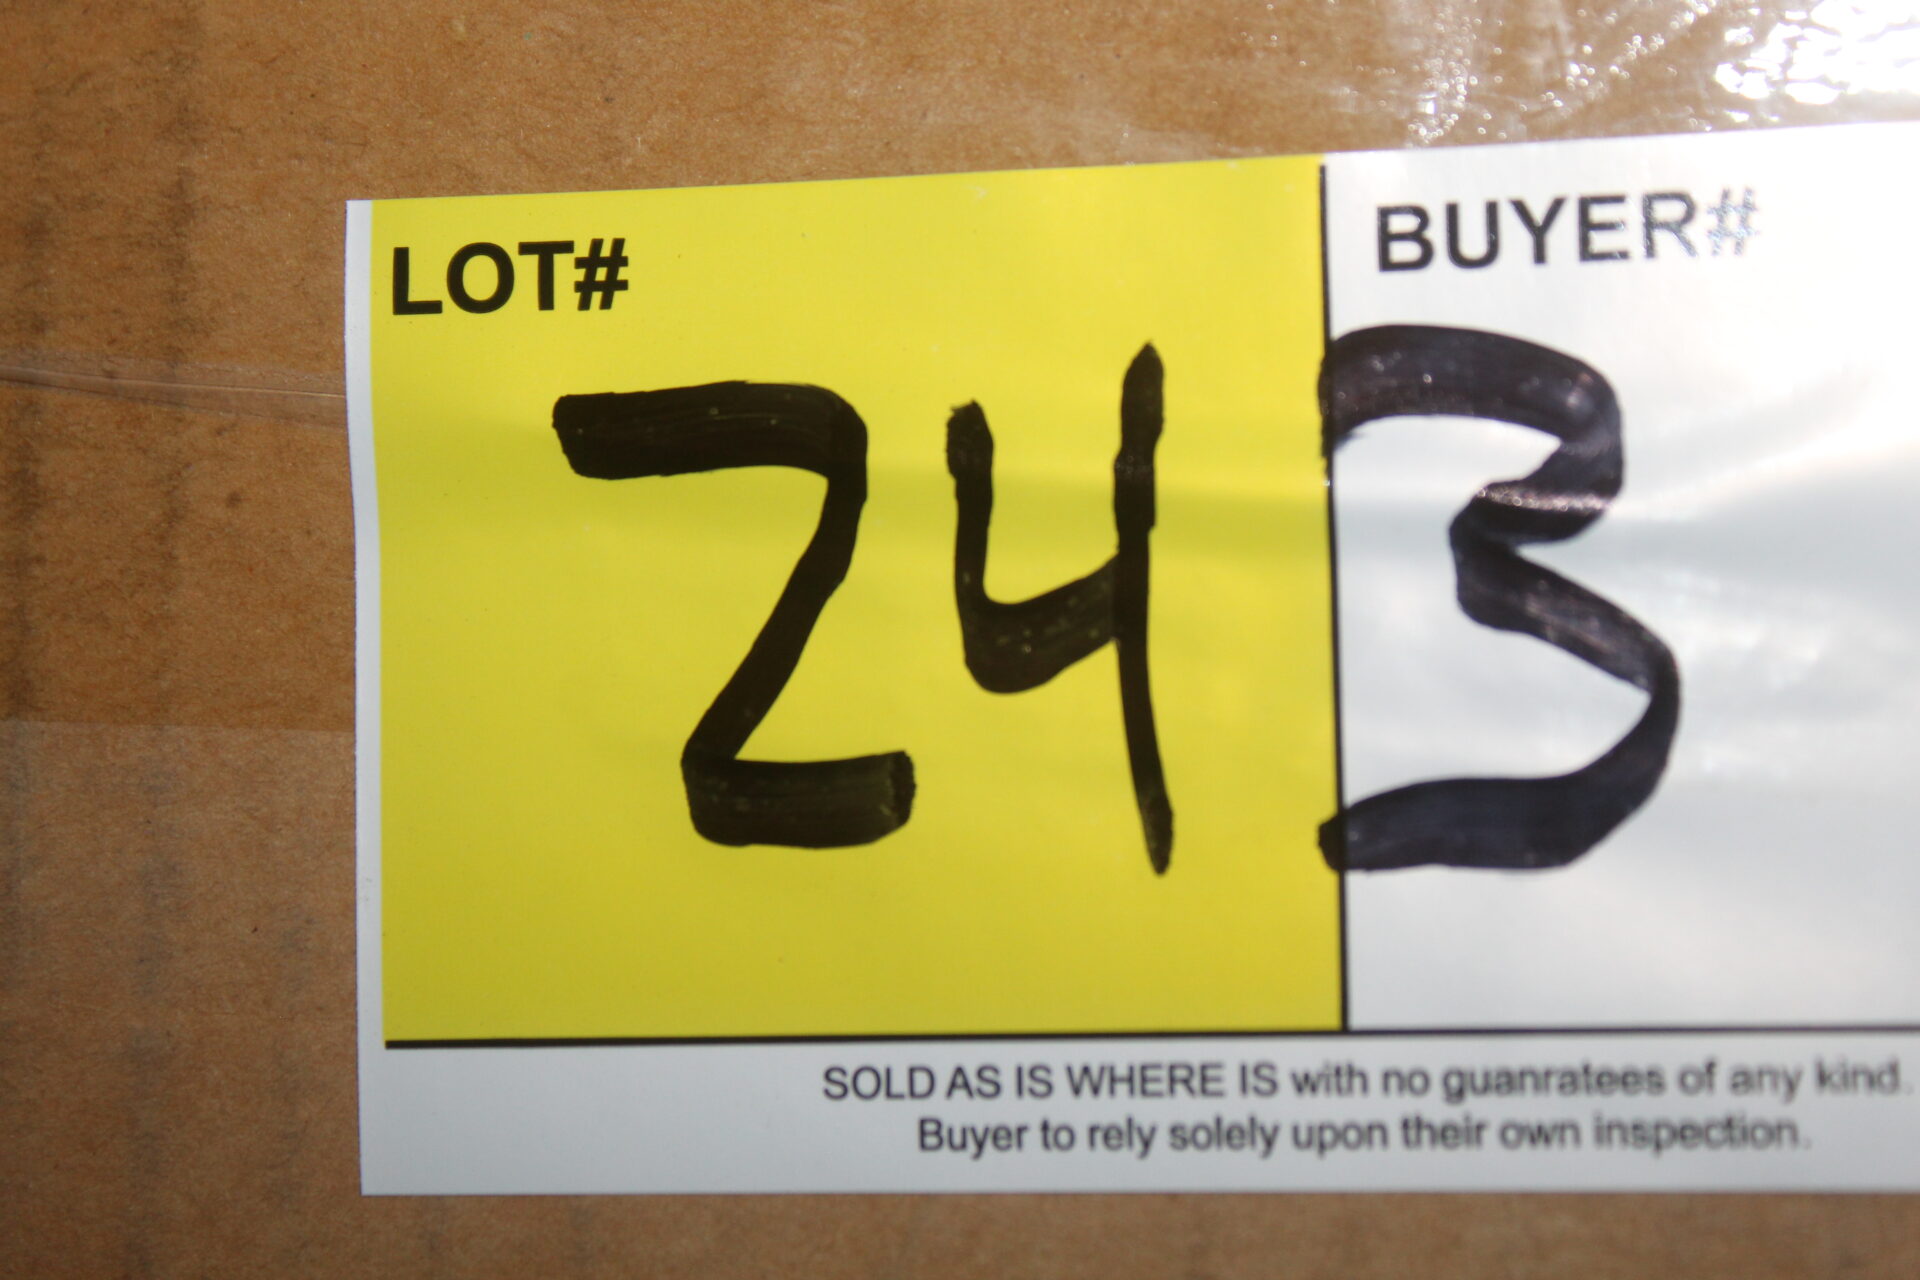 LOT# BUYER#
243
SOLD AS IS WHERE IS with no guanratees of any kind.
Buyer to rely solely upon their own inspection.